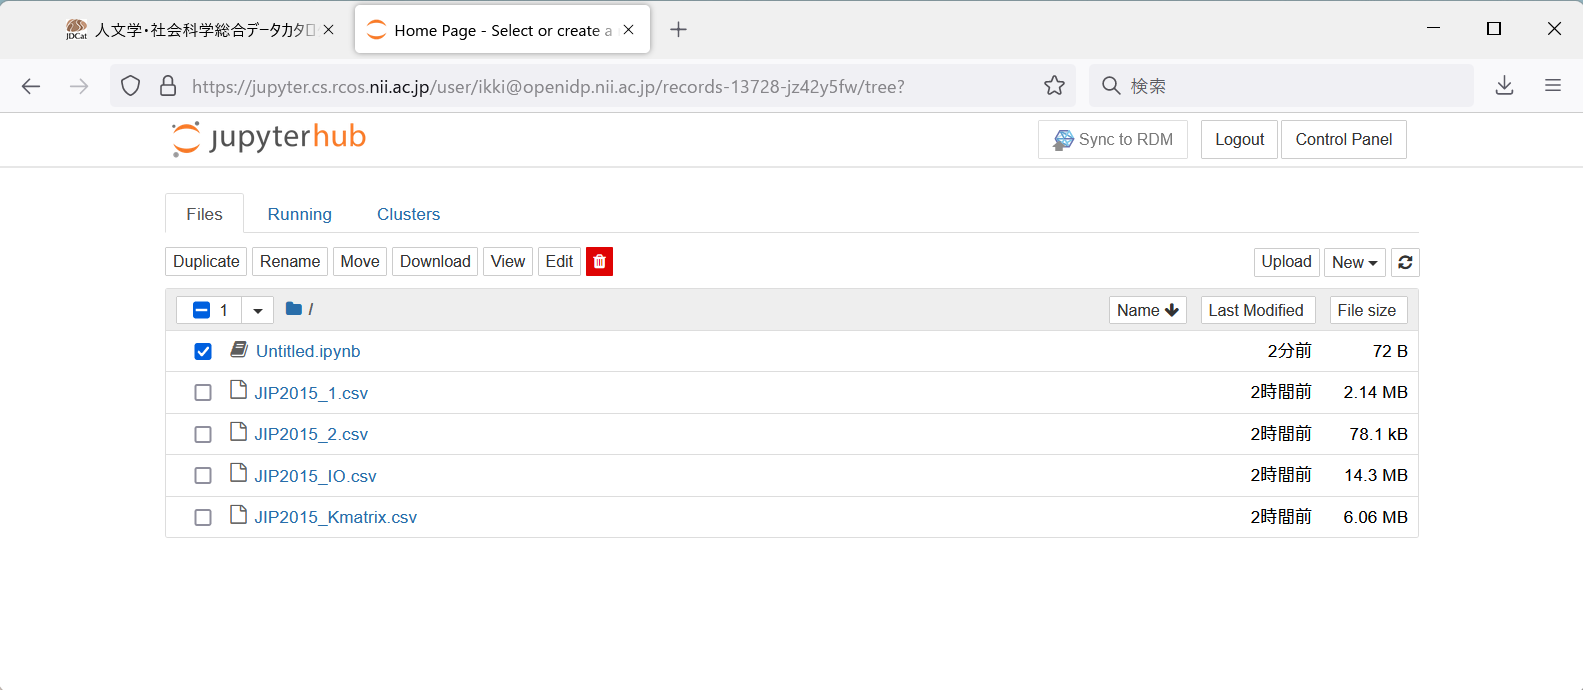 JDCat 人文学・社会科学総合データカタロ
Home Page - Select or create a
https://jupyter.cs.rcos.nii.ac.jp/user/ikki@openidp.nii.ac.jp/records-13728-jz42y5fw/tree?
検索
jupyterhub
Sync to RDM
Logout
Control Panel
Files
Running
Clusters
Duplicate
Rename
Move
Download
View
Edit
Upload
New
1
/
Name
Last Modified
File size
Untitled.ipynb 2分前 72 B
JIP2015_1.csv 2時間前 2.14 MB
JIP2015_2.csv 2時間前 78.1 kB
JIP2015_IO.csv 2時間前 14.3 MB
JIP2015_Kmatrix.csv 2時間前 6.06 MB